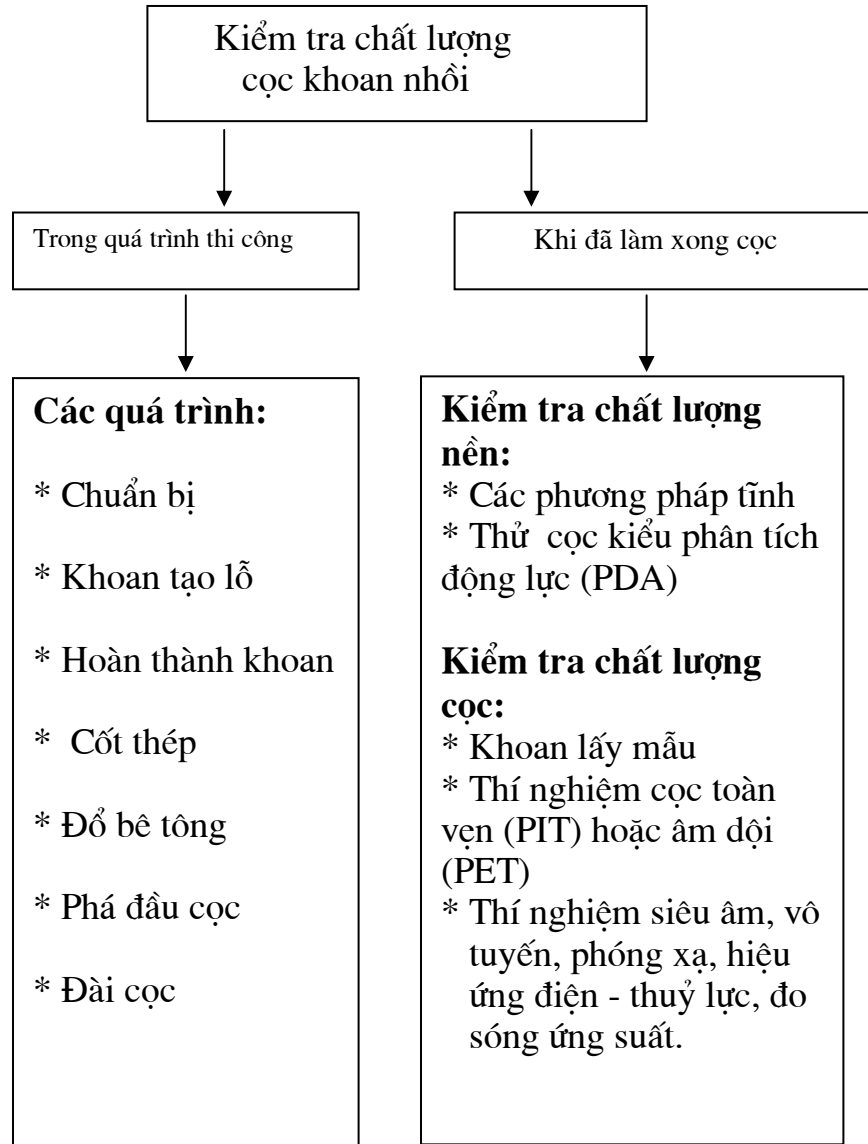 Kiểm tra chất lượng
cọc khoan nhồi
Trong quá trình thi công
Khi đã làm xong cọc
Các quá trình:
* Chuẩn bị
* Khoan tạo lỗ
* Hoàn thành khoan
* Cốt thép
* Đổ bê tông
* Phá đầu cọc
* Đài cọc
Kiểm tra chất lượng
nền:
* Các phương pháp tĩnh
* Thử cọc kiểu phân tích
động lực (PDA)
Kiểm tra chất lượng
cọc:
* Khoan lấy mẫu
* Thí nghiệm cọc toàn
vẹn (PIT) hoặc âm dội
(PET)
* Thí nghiệm siêu âm, vô
tuyến, phóng xạ, hiệu
ứng điện - thuỷ lực, đo
sóng ứng suất.